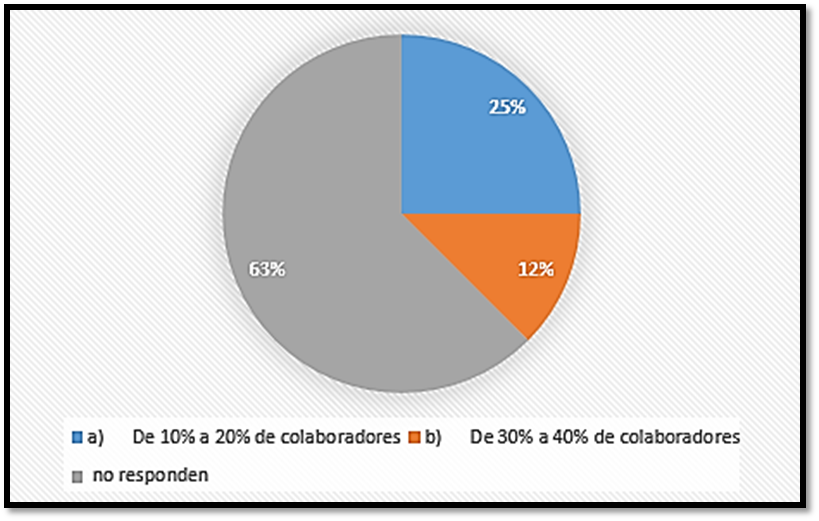 25%
12%
63%
a) De 10% a 20% de colaboradores b) De 30% a 40% de colaboradores
no responden